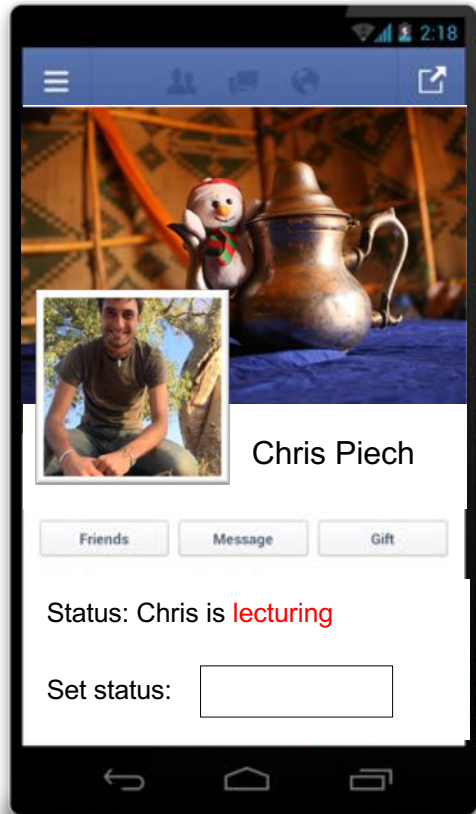 2:18
Chris Piech
Friends Message Gift
Status: Chris is lecturing
Set status: